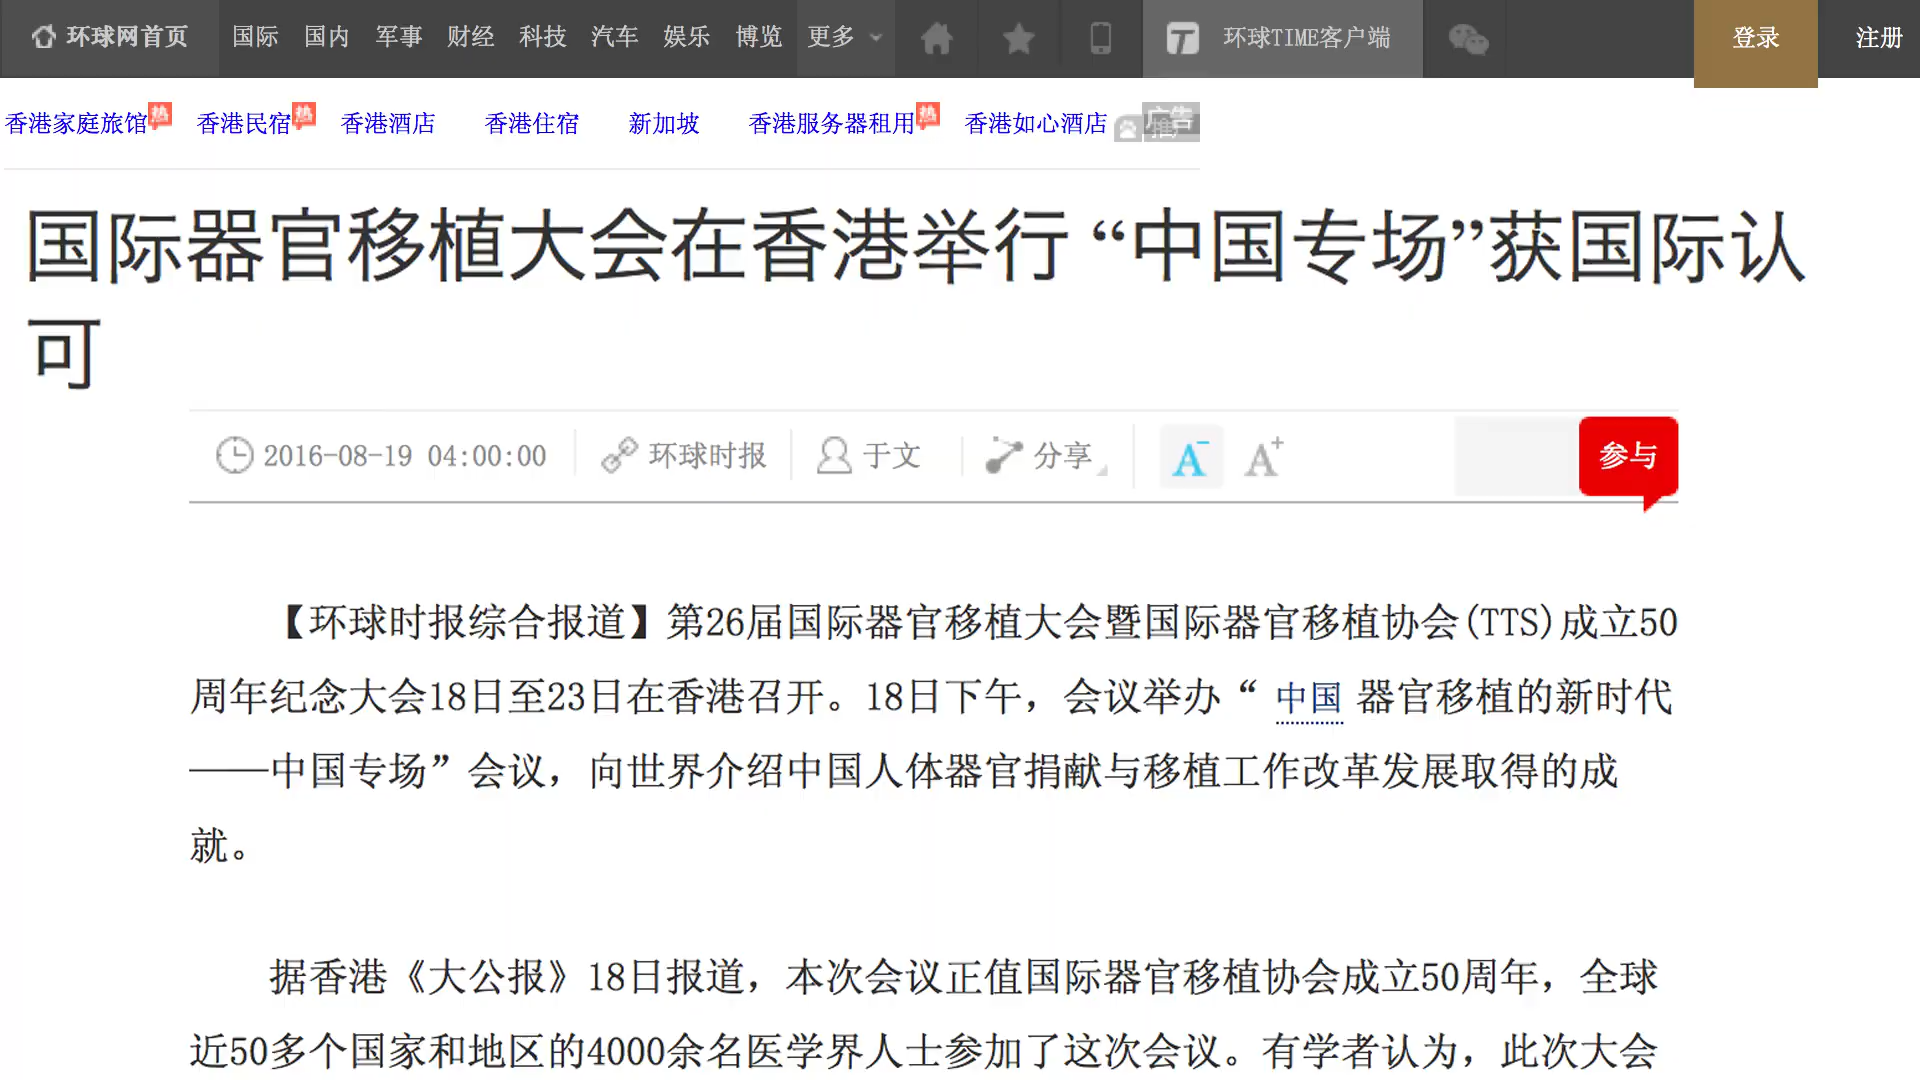 环球网首页 国际 国内 军事 财经 科技 汽车 娱乐 博览 更多 环球TIME客户端 登录 注册
香港家庭旅馆热 香港民宿热 香港酒店 香港住宿 新加坡 香港服务器租用热 香港如心酒店 广告
国际器官移植大会在香港举行 “中国专场”获国际认
可
2016-08-19 04:00:00 环球时报 于文 分享 A- A+ 参与
【环球时报综合报道】第26届国际器官移植大会暨国际器官移植协会(TTS)成立50
周年纪念大会18日至23日在香港召开。18日下午，会议举办“ 中国 器官移植的新时代
——中国专场”会议，向世界介绍中国人体器官捐献与移植工作改革发展取得的成
就。
据香港《大公报》18日报道，本次会议正值国际器官移植协会成立50周年，全球
近50多个国家和地区的4000余名医学界人士参加了这次会议。有学者认为，此次大会